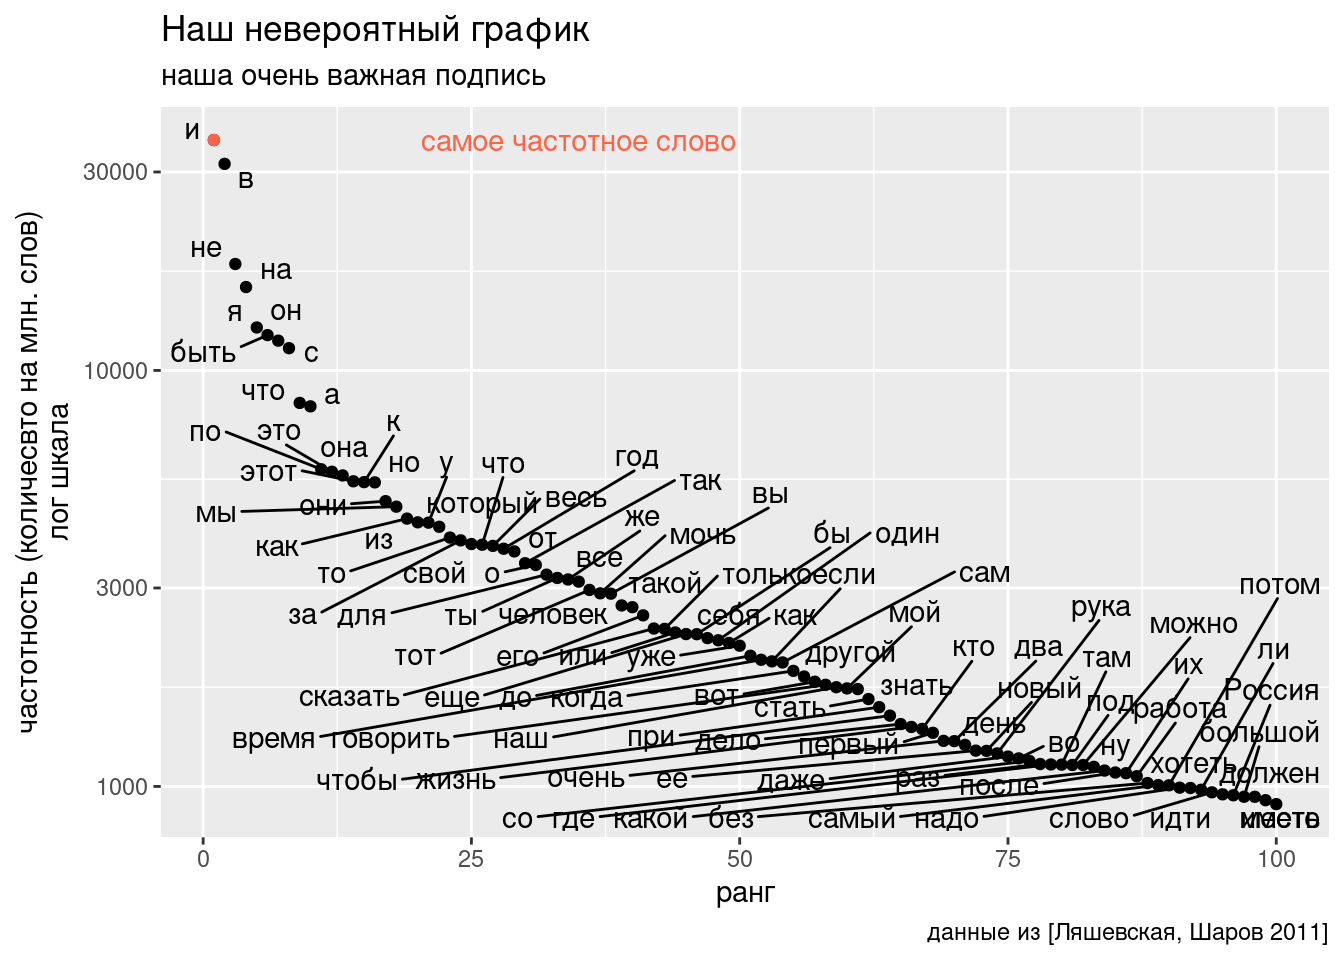 Наш невероятный график
наша очень важная подпись
частотность (количесвто на млн. слов)
лог шкала
30000
10000
3000
1000
и
самое частотное слово
в
не
на
я
он
быть
с
что
а
по
это
к
она
этот
но
у
что
год
так
мы
они
который
весь
вы
же
как
из
от
мочь
бы
один
то
свой
о
все
такой
только
если
сам
потом
за
для
ты
человек
себя
как
мой
рука
можно
тот
его
или
уже
другой
кто
два
там
их
ли
сказать
еще
до
когда
вот
стать
знать
новый
под
работа
Россия
время
говорить
наш
при
дело
первый
день
во
ну
большой
чтобы
жизнь
очень
ее
даже
раз
после
хотеть
должен
со
где
какой
без
самый
надо
слово
идти
иметь
0
25
50
75
100
ранг
данные из [Ляшевская, Шаров 2011]